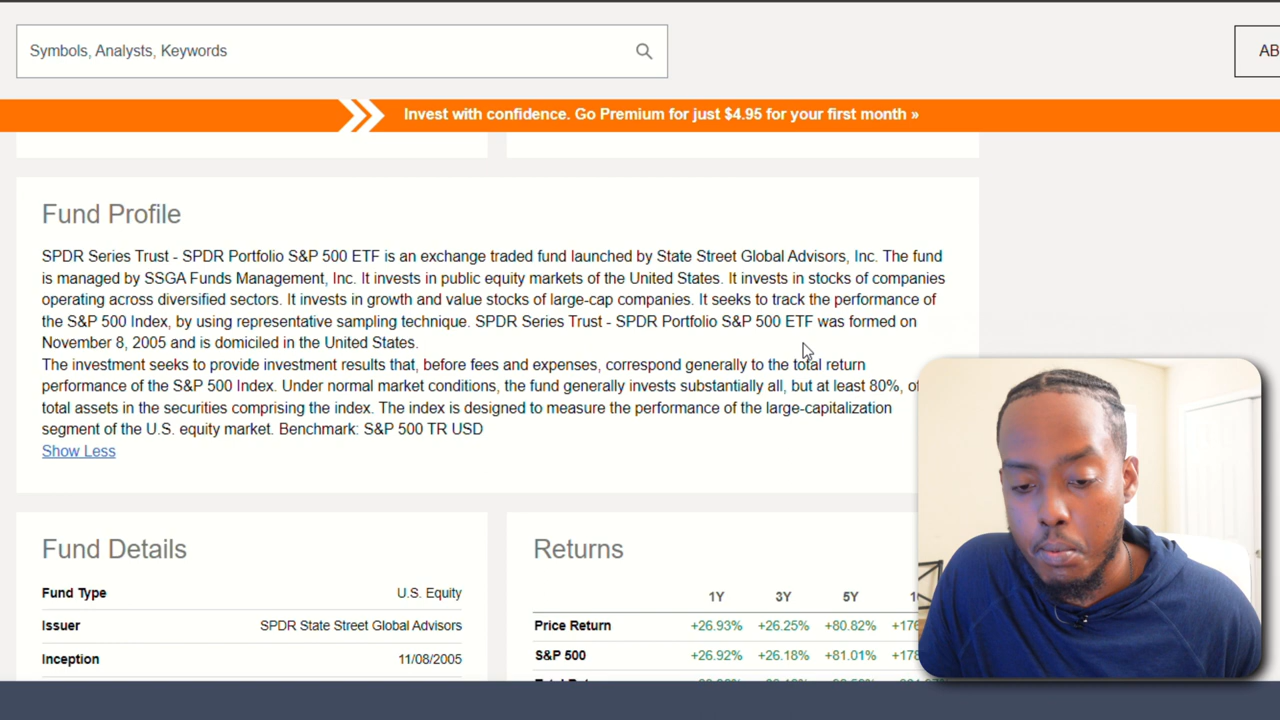 Symbols, Analysts, Keywords
AB
Invest with confidence. Go Premium for just $4.95 for your first month »
Fund Profile
SPDR Series Trust - SPDR Portfolio S&P 500 ETF is an exchange traded fund launched by State Street Global Advisors, Inc. The fund
is managed by SSGA Funds Management, Inc. It invests in public equity markets of the United States. It invests in stocks of companies
operating across diversified sectors. It invests in growth and value stocks of large-cap companies. It seeks to track the performance of
the S&P 500 Index, by using representative sampling technique. SPDR Series Trust - SPDR Portfolio S&P 500 ETF was formed on
November 8, 2005 and is domiciled in the United States.
The investment seeks to provide investment results that, before fees and expenses, correspond generally to the total return
performance of the S&P 500 Index. Under normal market conditions, the fund generally invests substantially all, but at least 80%, of
total assets in the securities comprising the index. The index is designed to measure the performance of the large-capitalization
segment of the U.S. equity market. Benchmark: S&P 500 TR USD
Show Less
Fund Details
Fund Type U.S. Equity
Issuer SPDR State Street Global Advisors
Inception 11/08/2005
Returns
1Y 3Y 5Y
Price Return +26.93% +26.25% +80.82% +176
S&P 500 +26.92% +26.18% +81.01% +178